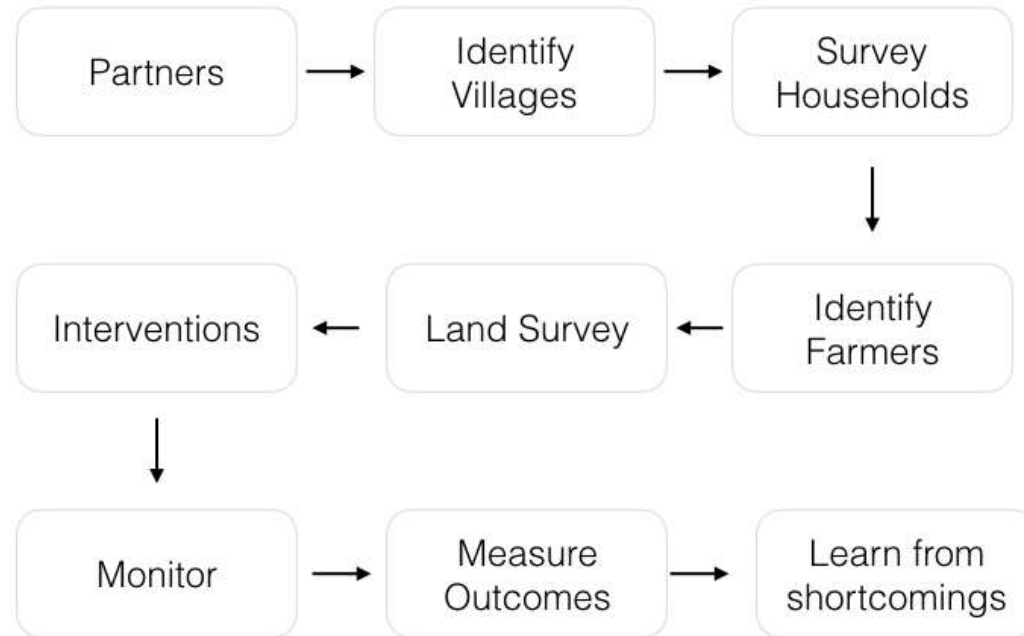 Partners
Identify
Villages
Survey
Households
Interventions
Land Survey
Identify
Farmers
Monitor
Measure
Outcomes
Learn from
shortcomings